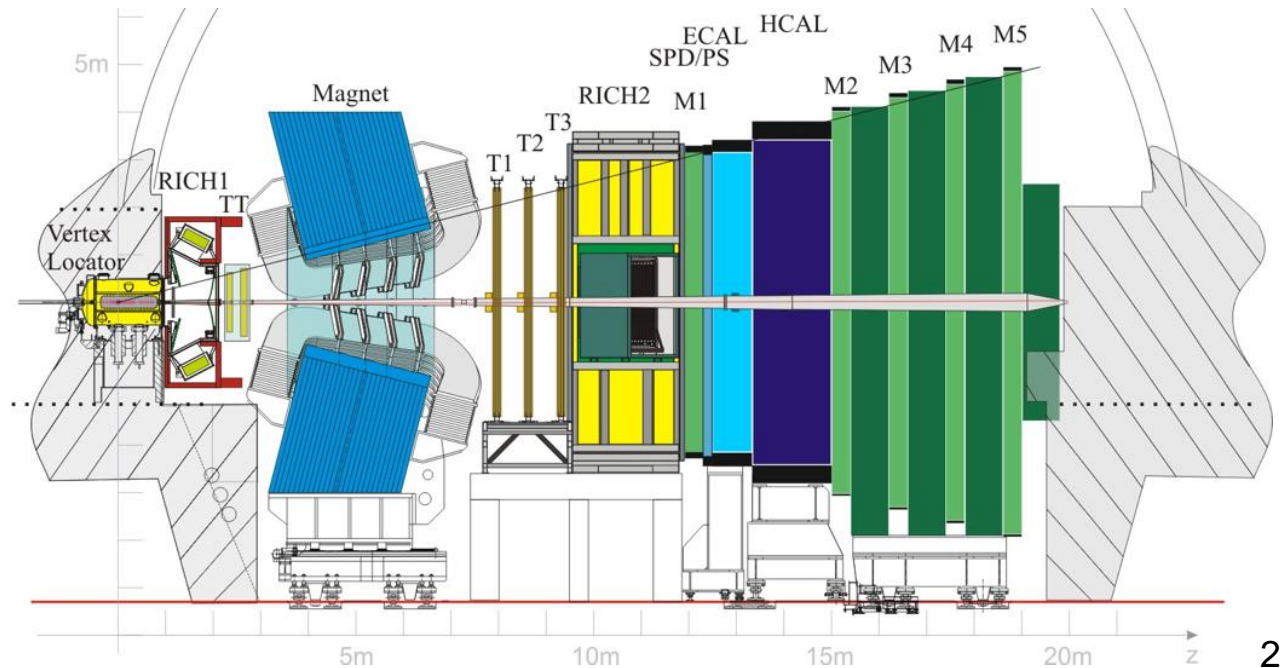 HCAL
ECAL
SPD/PS
M5
M4
M3
M2
M1
5m
Magnet
RICH2
T3
T2
T1
RICH1
TT
Vertex
Locator
5m
10m
15m
20m
z
2